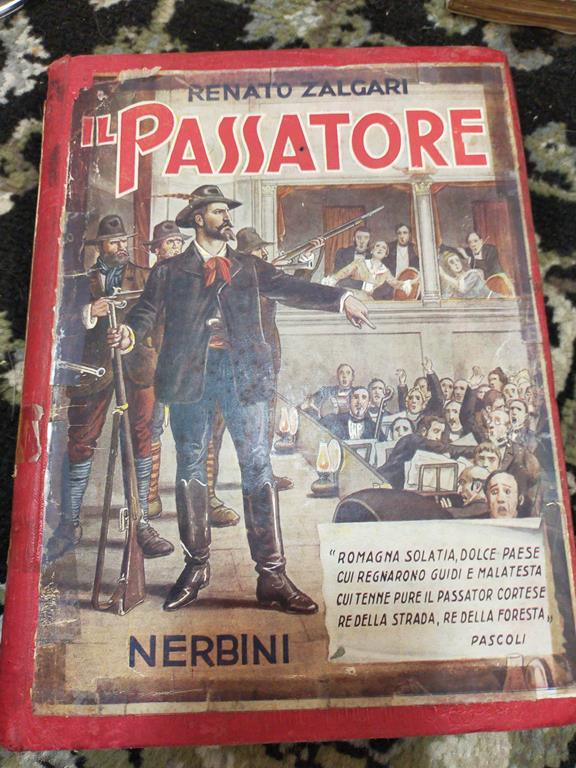 RENATO ZALGARI
IL PASSATORE
"ROMAGNA SOLATIA, DOLCE PAESE
CUI REGNARONO GUIDI E MALATESTA
CUI TENNE PURE IL PASSATOR CORTESE
RE DELLA STRADA, RE DELLA FORESTA„
PASCOLI
NERBINI